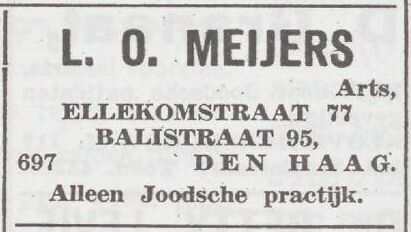 L. O. MEIJERS
Arts,
ELLEKOMSTRAAT 77
BALISTRAAT 95,
697 DEN HAAG.
Alleen Joodsche practijk.